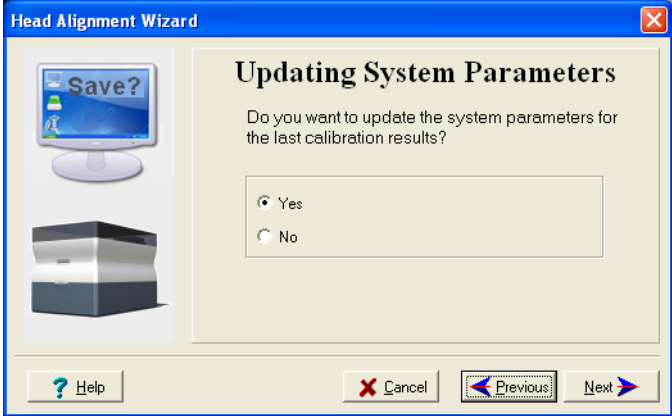 Head Alignment Wizard
Save?
Updating System Parameters
Do you want to update the system parameters for
the last calibration results?
Yes
No
Help
Cancel
Previous
Next